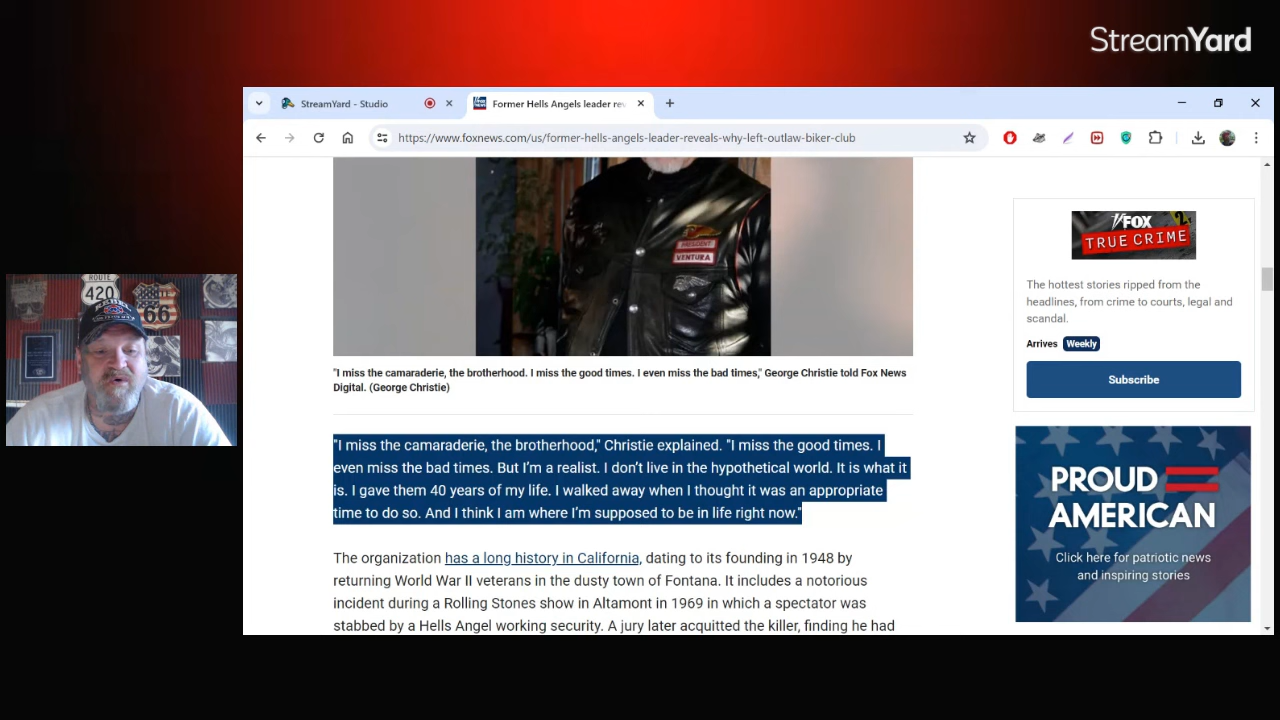 StreamYard
StreamYard - Studio
Former Hells Angels leader rev
https://www.foxnews.com/us/former-hells-angels-leader-reveals-why-left-outlaw-biker-club
PRESIDENT
VENTURA
"I miss the camaraderie, the brotherhood. I miss the good times. I even miss the bad times," George Christie told Fox News
Digital. (George Christie)
"I miss the camaraderie, the brotherhood," Christie explained. "I miss the good times. I
even miss the bad times. But I'm a realist. I don't live in the hypothetical world. It is what it
is. I gave them 40 years of my life. I walked away when I thought it was an appropriate
time to do so. And I think I am where I'm supposed to be in life right now."
The organization has a long history in California, dating to its founding in 1948 by
returning World War II veterans in the dusty town of Fontana. It includes a notorious
incident during a Rolling Stones show in Altamont in 1969 in which a spectator was
stabbed by a Hells Angel working security. A jury later acquitted the killer, finding he had
FOX
TRUE CRIME
The hottest stories ripped from the
headlines, from crime to courts, legal and
scandal.
Arrives Weekly
Subscribe
PROUD
AMERICAN
Click here for patriotic news
and inspiring stories
ROUTE
420
66